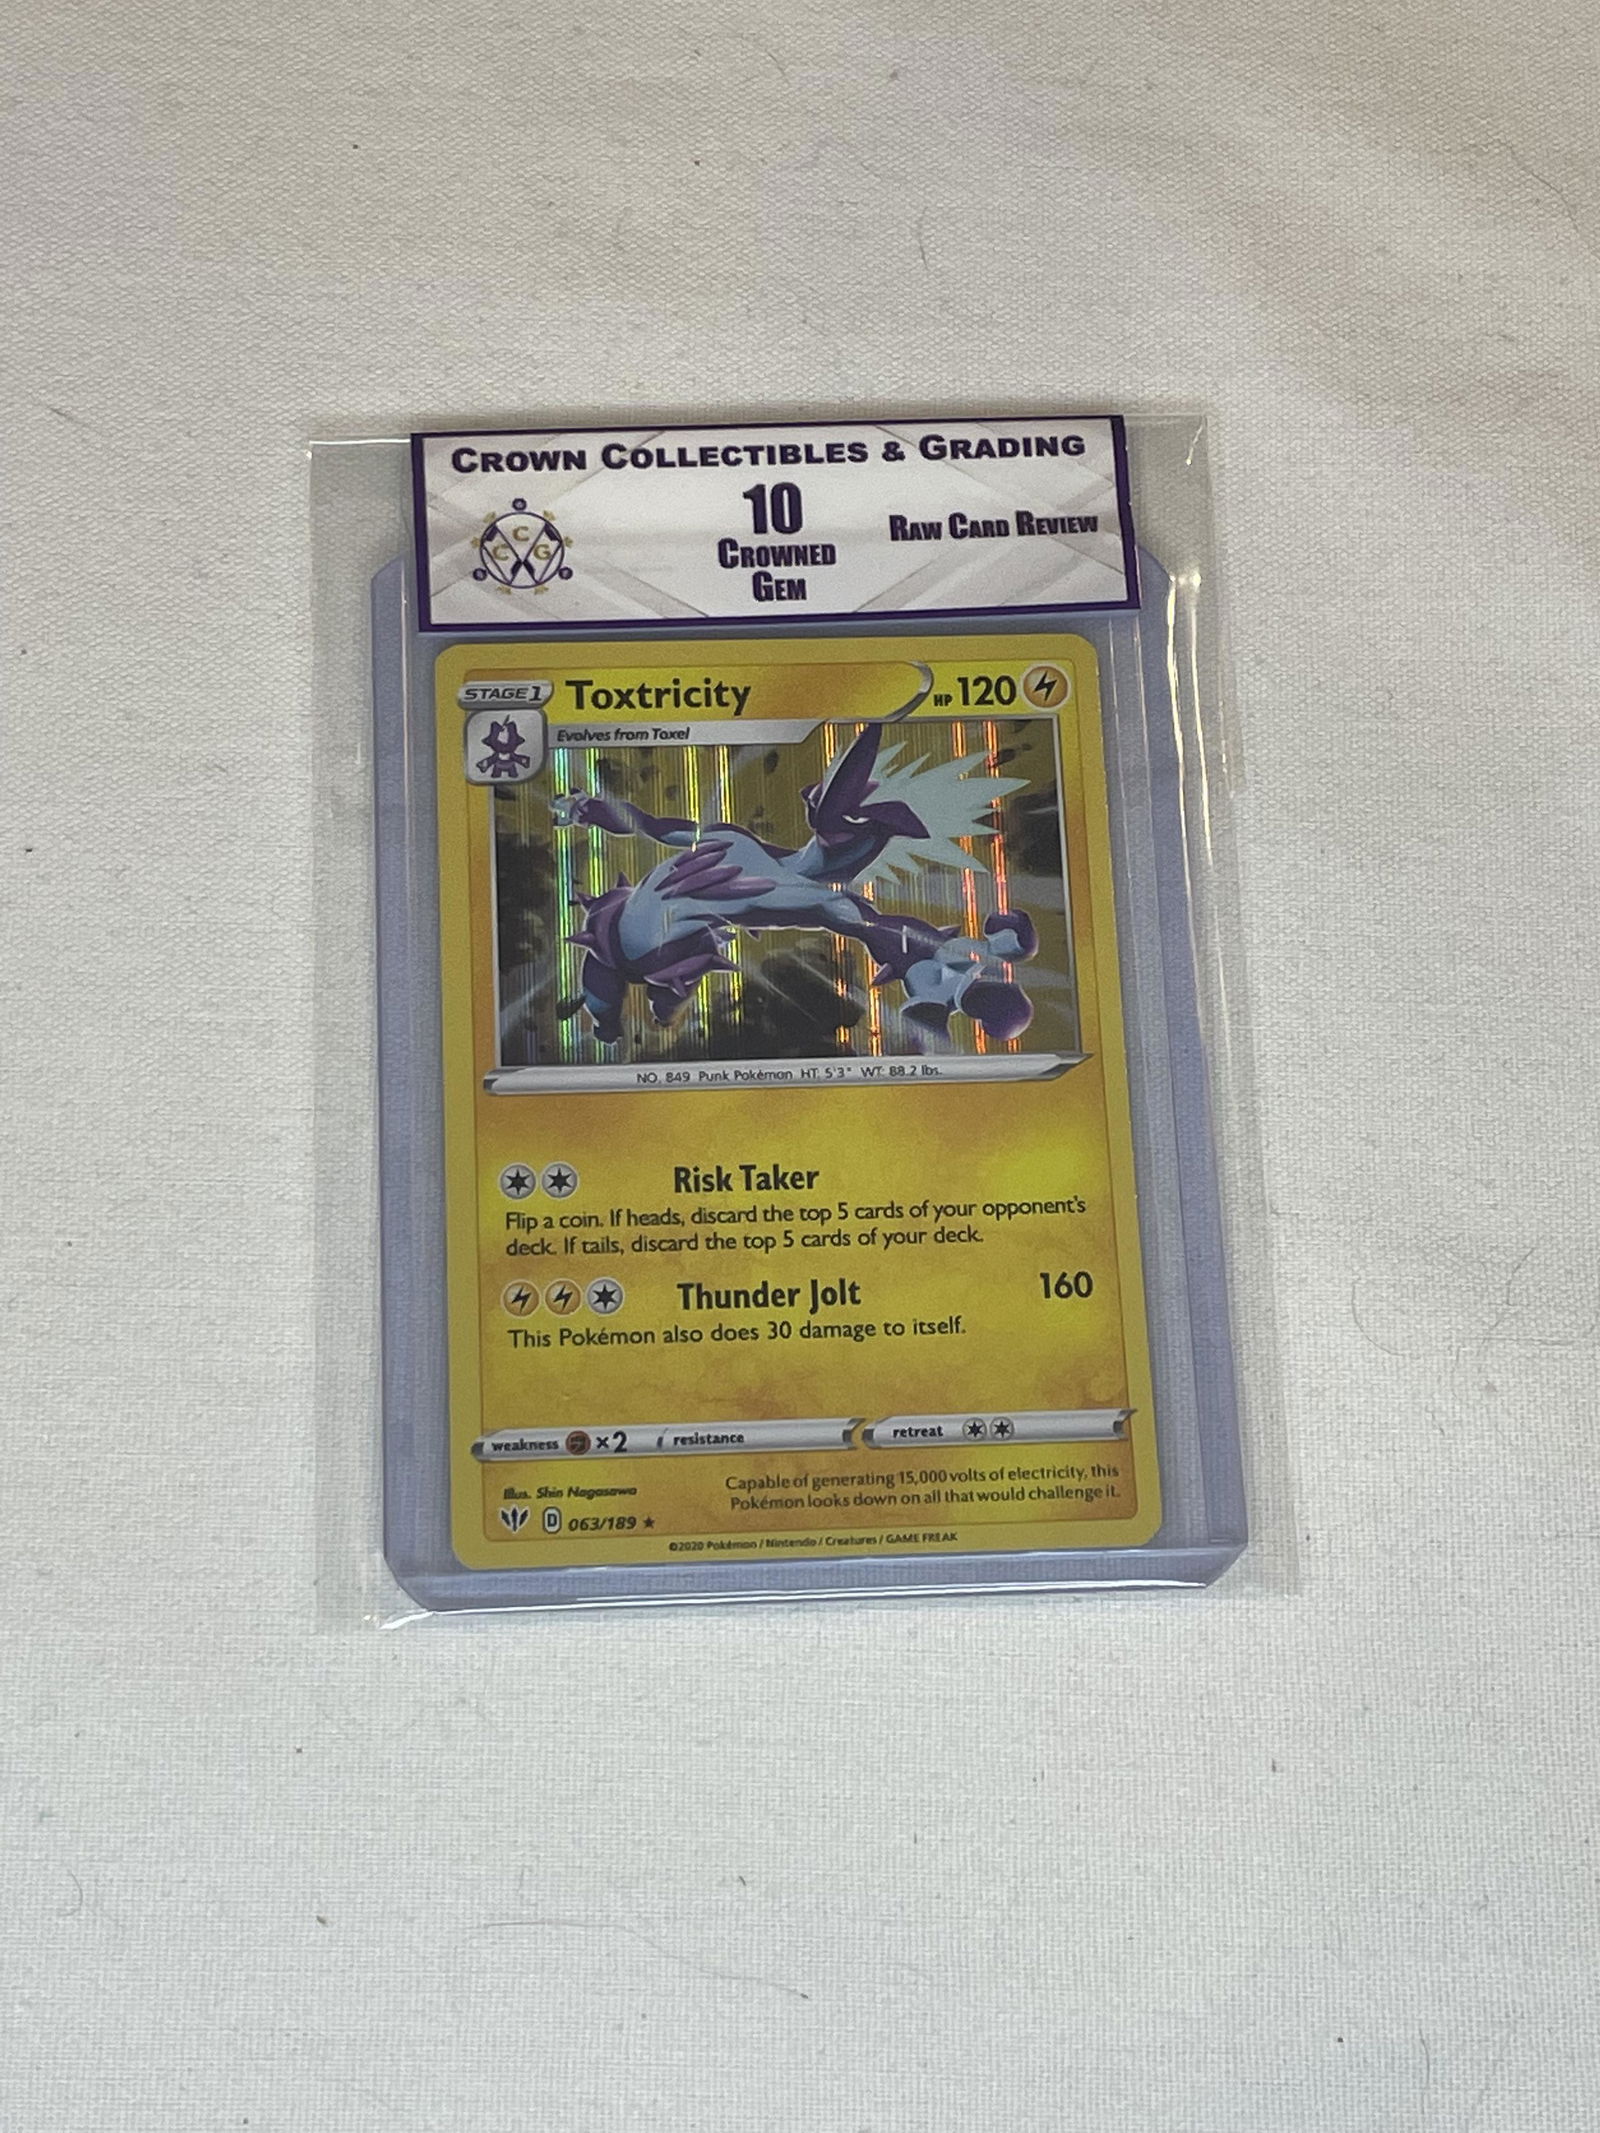 CROWN COLLECTIBLES & GRADING
C C G
10
CROWNED
GEM
RAW CARD REVIEW
STAGE 1
Toxtricity
HP 120
Evolves from Toxel
NO. 849 Punk Pokémon HT: 5'3" WT: 88.2 lbs.
Risk Taker
Flip a coin. If heads, discard the top 5 cards of your opponent's
deck. If tails, discard the top 5 cards of your deck.
Thunder Jolt 160
This Pokémon also does 30 damage to itself.
weakness ×2 resistance retreat
Capable of generating 15,000 volts of electricity, this
Pokémon looks down on all that would challenge it.
Illus. Shin Nagasawa
D 063/189 ★
©2020 Pokémon / Nintendo / Creatures / GAME FREAK